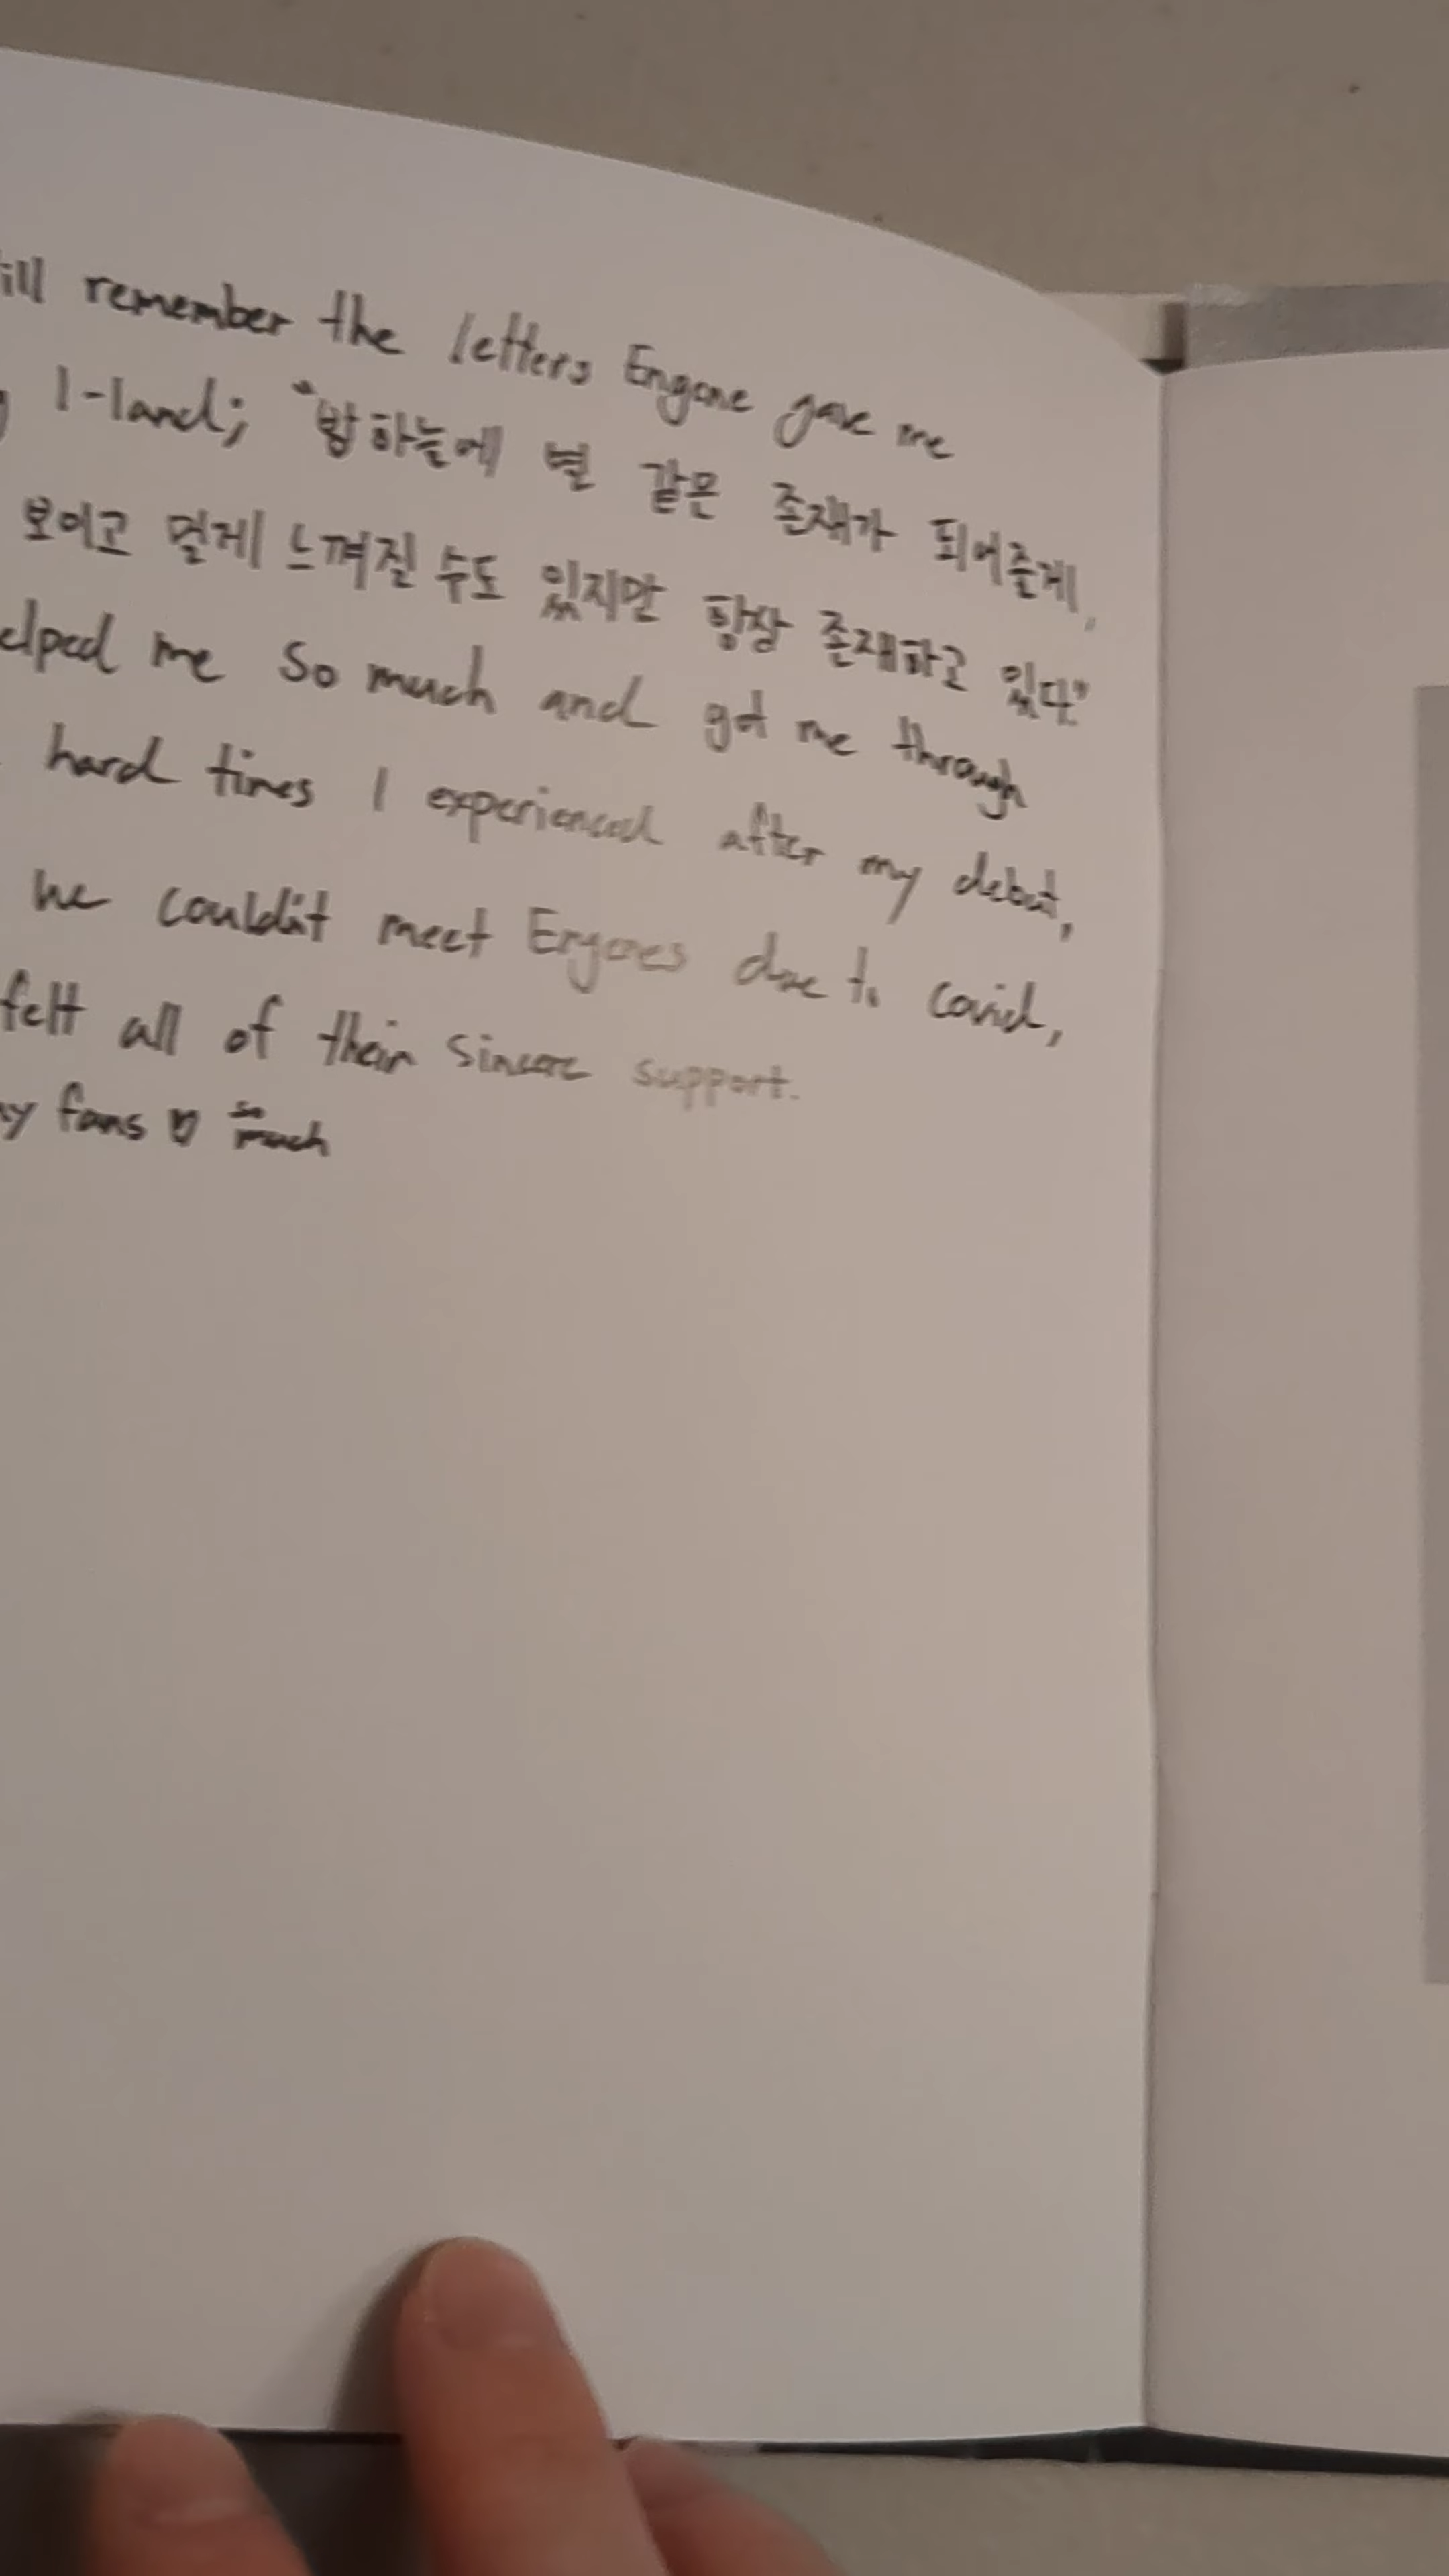 ill remember the letters Engene gave me
1-land; "밤하늘에 별 같은 존재가 되어줄게,
보이고 멀게 느껴질 수도 있지만 항상 존재하고 있다"
elped me so much and got me through
hard times I experienced after my debut,
we couldn't meet Engenes due to covid,
felt all of their sincere support.
y fans ♡ so much